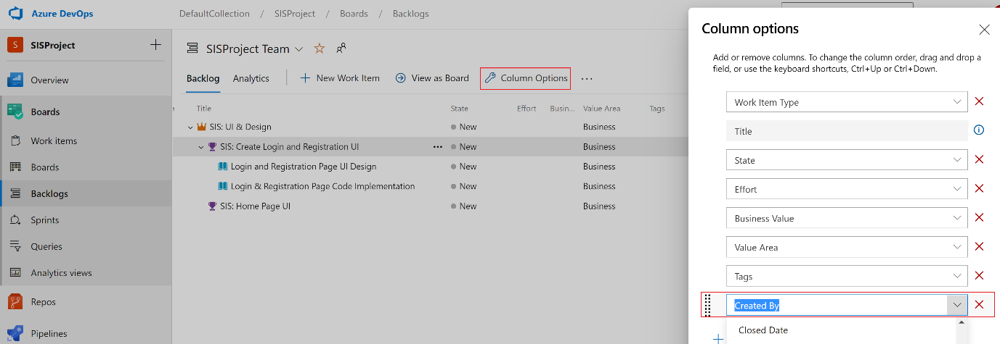 Azure DevOps
DefaultCollection / SISProject / Boards / Backlogs
S SISProject
Overview
Boards
Work items
Boards
Backlogs
Sprints
Queries
Analytics views
Repos
Pipelines
SISProject Team
Backlog Analytics New Work Item View as Board Column Options
Title State Effort Busin... Value Area Tags
SIS: UI & Design New Business
SIS: Create Login and Registration UI New Business
Login and Registration Page UI Design New Business
Login & Registration Page Code Implementation New Business
SIS: Home Page UI New Business
Column options
Add or remove columns. To change the column order, drag and drop a
field, or use the keyboard shortcuts, Ctrl+Up or Ctrl+Down.
Work Item Type
Title
State
Effort
Business Value
Value Area
Tags
Created By
Closed Date